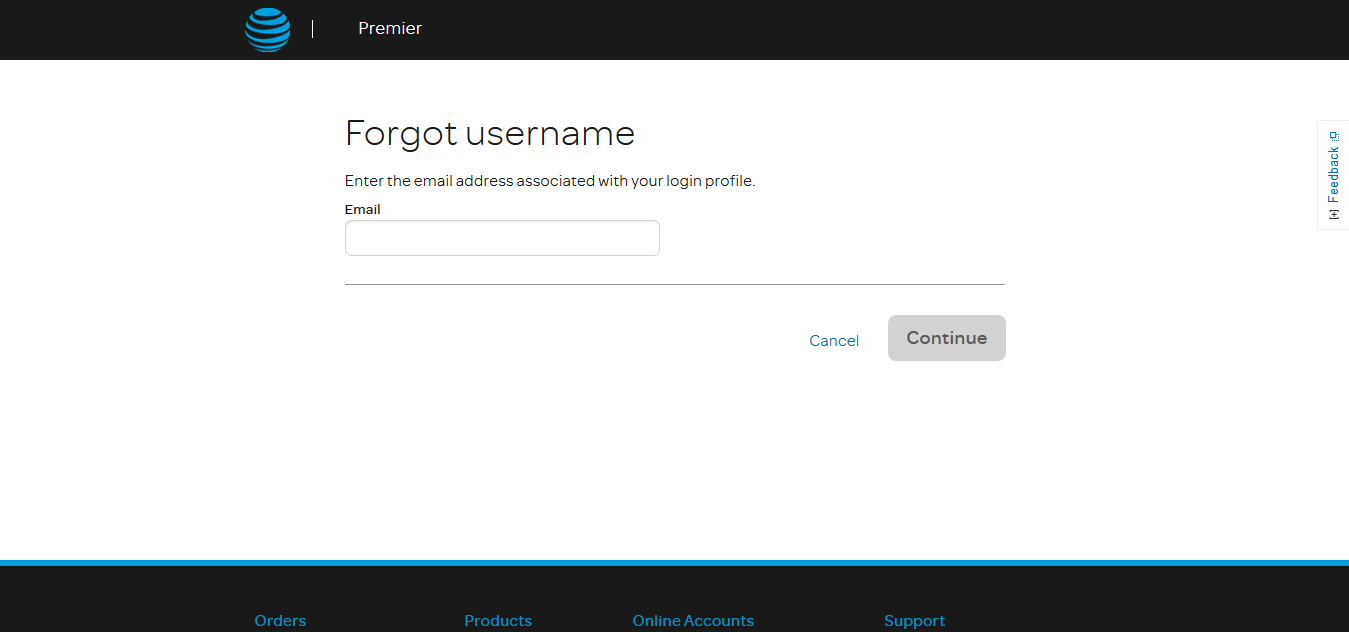 Premier
Forgot username
Enter the email address associated with your login profile.
Email
Cancel
Continue
Feedback
Orders
Products
Online Accounts
Support